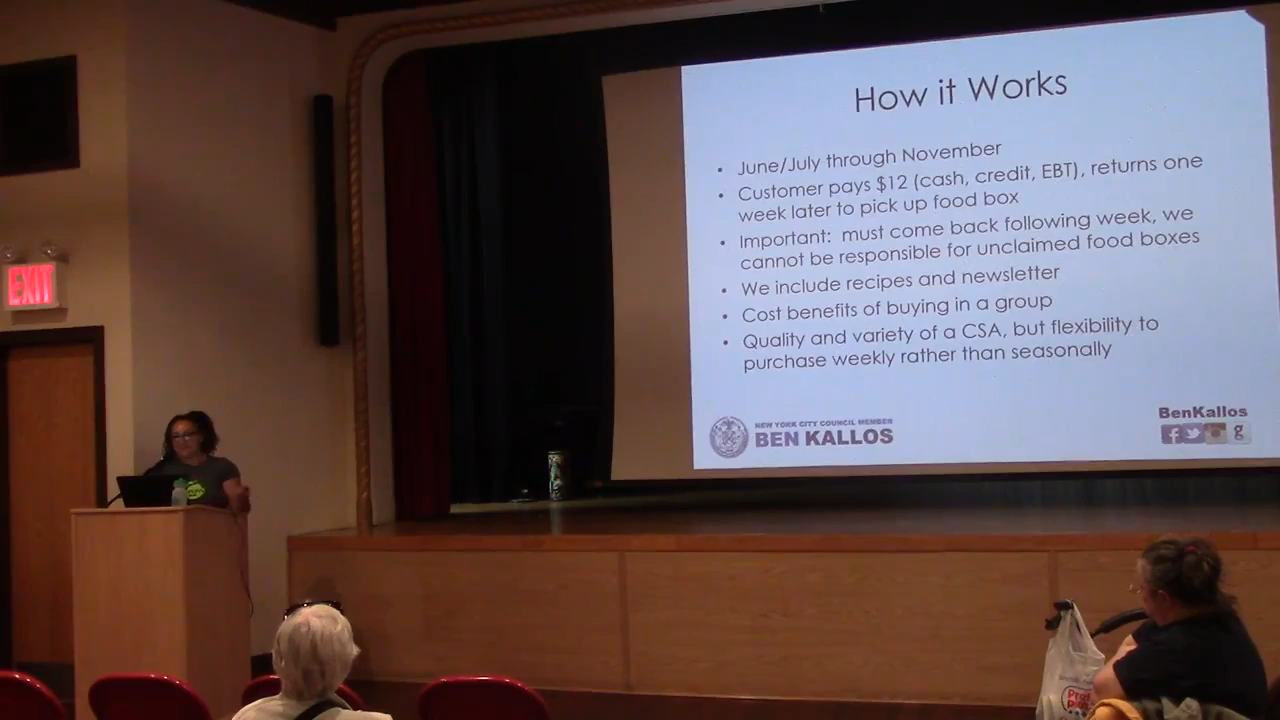 How it Works
• June/July through November
• Customer pays $12 (cash, credit, EBT), returns one
week later to pick up food box
• Important: must come back following week, we
cannot be responsible for unclaimed food boxes
• We include recipes and newsletter
• Cost benefits of buying in a group
• Quality and variety of a CSA, but flexibility to
purchase weekly rather than seasonally
NEW YORK CITY COUNCIL MEMBER
BEN KALLOS
BenKallos
f
g
EXIT